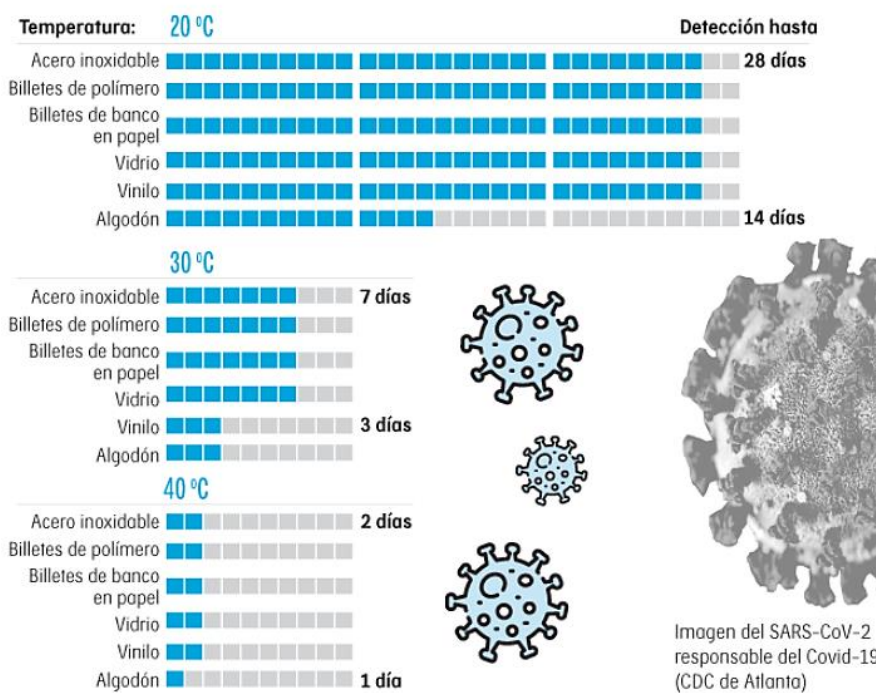 Temperatura: 20 ºC Detección hasta
Acero inoxidable 28 días
Billetes de polímero
Billetes de banco
en papel
Vidrio
Vinilo
Algodón 14 días
30 ºC
Acero inoxidable 7 días
Billetes de polímero
Billetes de banco
en papel
Vidrio
Vinilo 3 días
Algodón
40 ºC
Acero inoxidable 2 días
Billetes de polímero
Billetes de banco
en papel
Vidrio
Vinilo
Algodón 1 día
Imagen del SARS-CoV-2
responsable del Covid-19
(CDC de Atlanta)